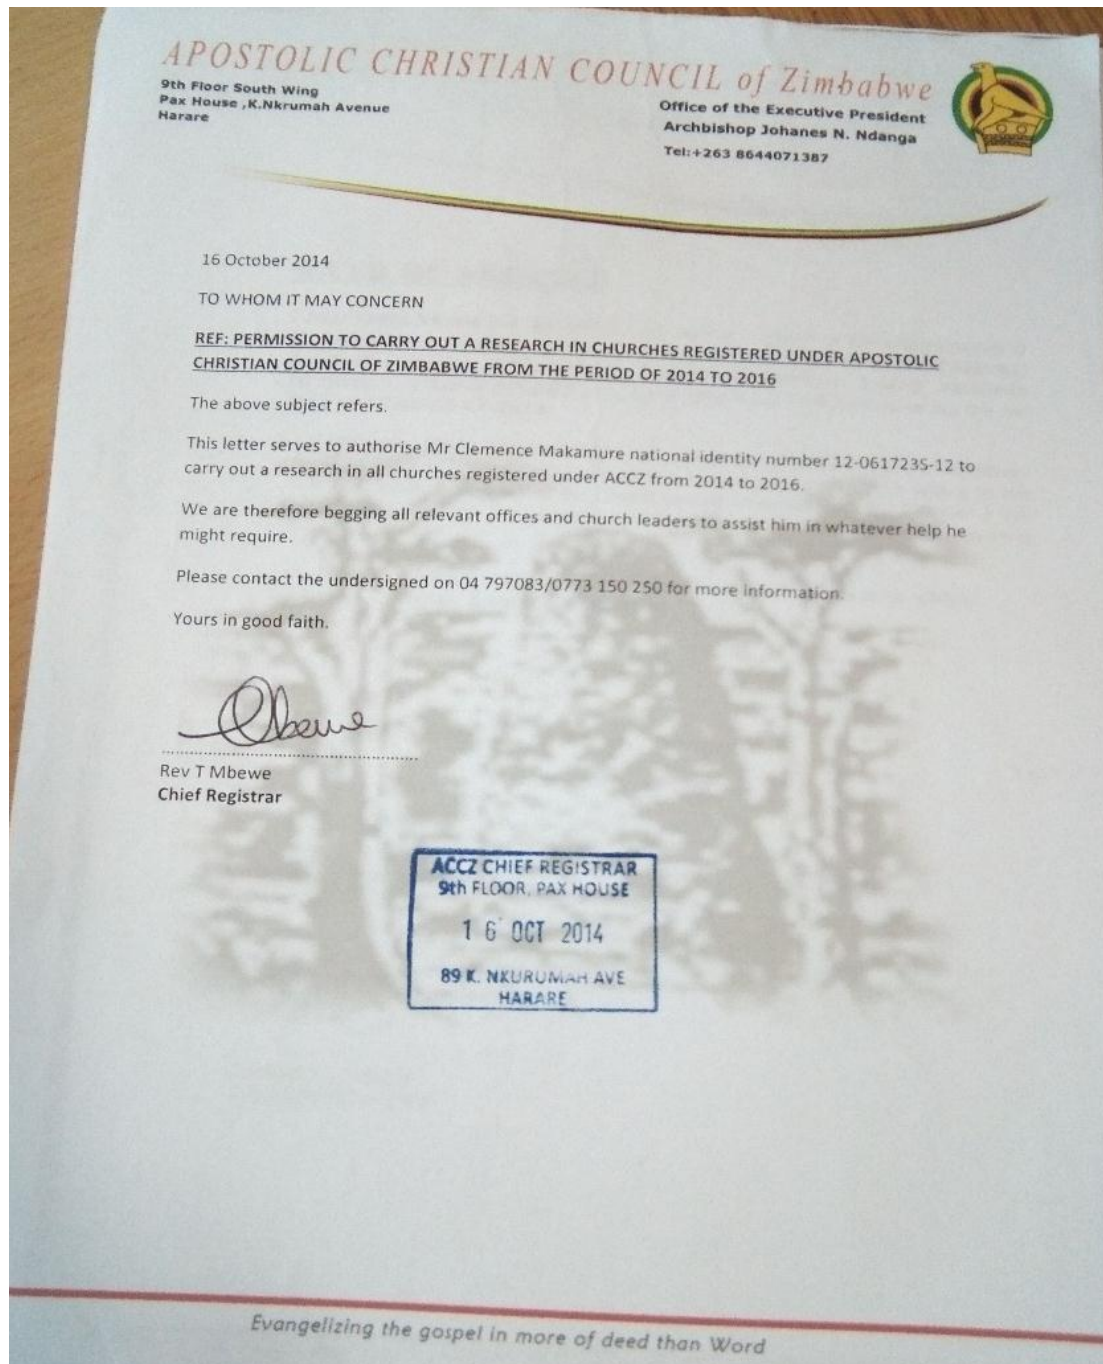 APOSTOLIC CHRISTIAN COUNCIL of Zimbabwe
9th Floor South Wing
Pax House ,K.Nkrumah Avenue
Harare
Office of the Executive President
Archbishop Johanes N. Ndanga
Tel:+263 8644071387
16 October 2014
TO WHOM IT MAY CONCERN
REF: PERMISSION TO CARRY OUT A RESEARCH IN CHURCHES REGISTERED UNDER APOSTOLIC
CHRISTIAN COUNCIL OF ZIMBABWE FROM THE PERIOD OF 2014 TO 2016
The above subject refers.
This letter serves to authorise Mr Clemence Makamure national identity number 12-061723S-12 to
carry out a research in all churches registered under ACCZ from 2014 to 2016.
We are therefore begging all relevant offices and church leaders to assist him in whatever help he
might require.
Please contact the undersigned on 04 797083/0773 150 250 for more information.
Yours in good faith.
Rev T Mbewe
Chief Registrar
ACCZ CHIEF REGISTRAR
9th FLOOR, PAX HOUSE
16 OCT 2014
89 K. NKURUMAH AVE
HARARE
Evangelizing the gospel in more of deed than Word